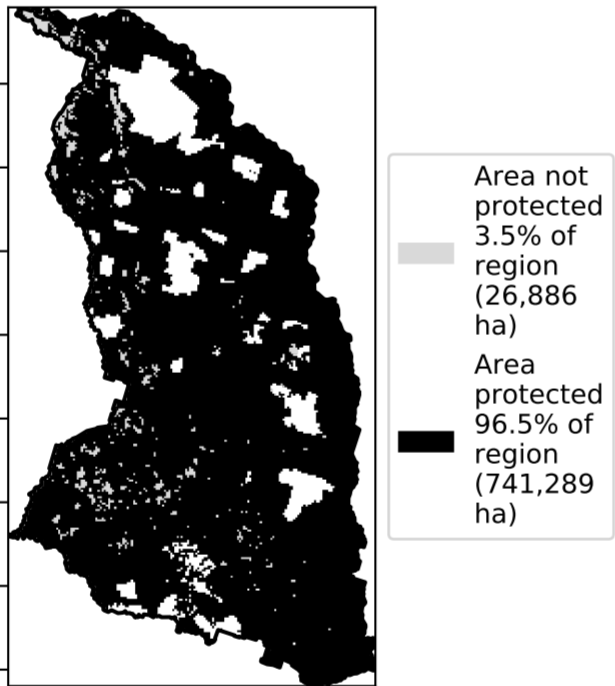 Area not
protected
3.5% of
region
(26,886
ha)
Area
protected
96.5% of
region
(741,289
ha)